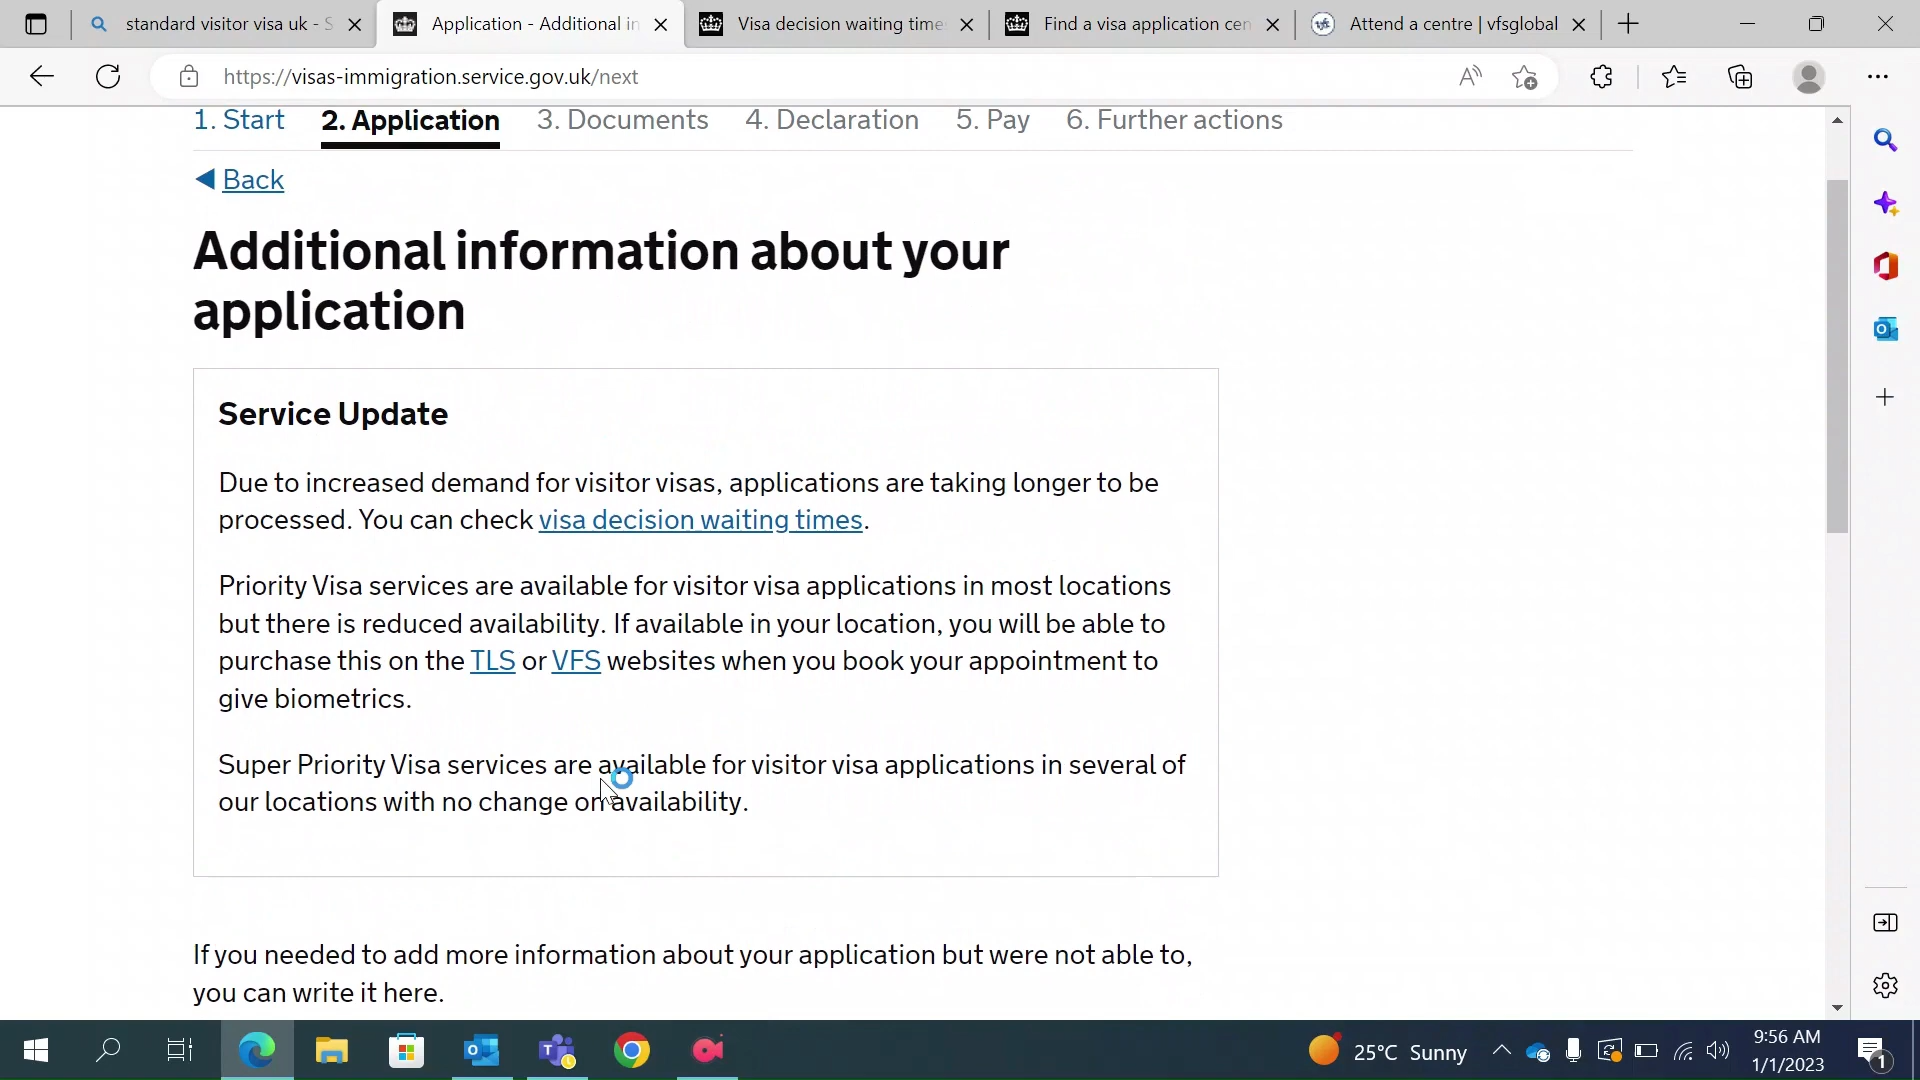 standard visitor visa uk - S
Application - Additional in
Visa decision waiting time
Find a visa application cen
Attend a centre | vfsglobal
https://visas-immigration.service.gov.uk/next
1. Start 2. Application 3. Documents 4. Declaration 5. Pay 6. Further actions
Back
Additional information about your
application
Service Update
Due to increased demand for visitor visas, applications are taking longer to be
processed. You can check visa decision waiting times.
Priority Visa services are available for visitor visa applications in most locations
but there is reduced availability. If available in your location, you will be able to
purchase this on the TLS or VFS websites when you book your appointment to
give biometrics.
Super Priority Visa services are available for visitor visa applications in several of
our locations with no change on availability.
If you needed to add more information about your application but were not able to,
you can write it here.
25°C Sunny
9:56 AM
1/1/2023
1